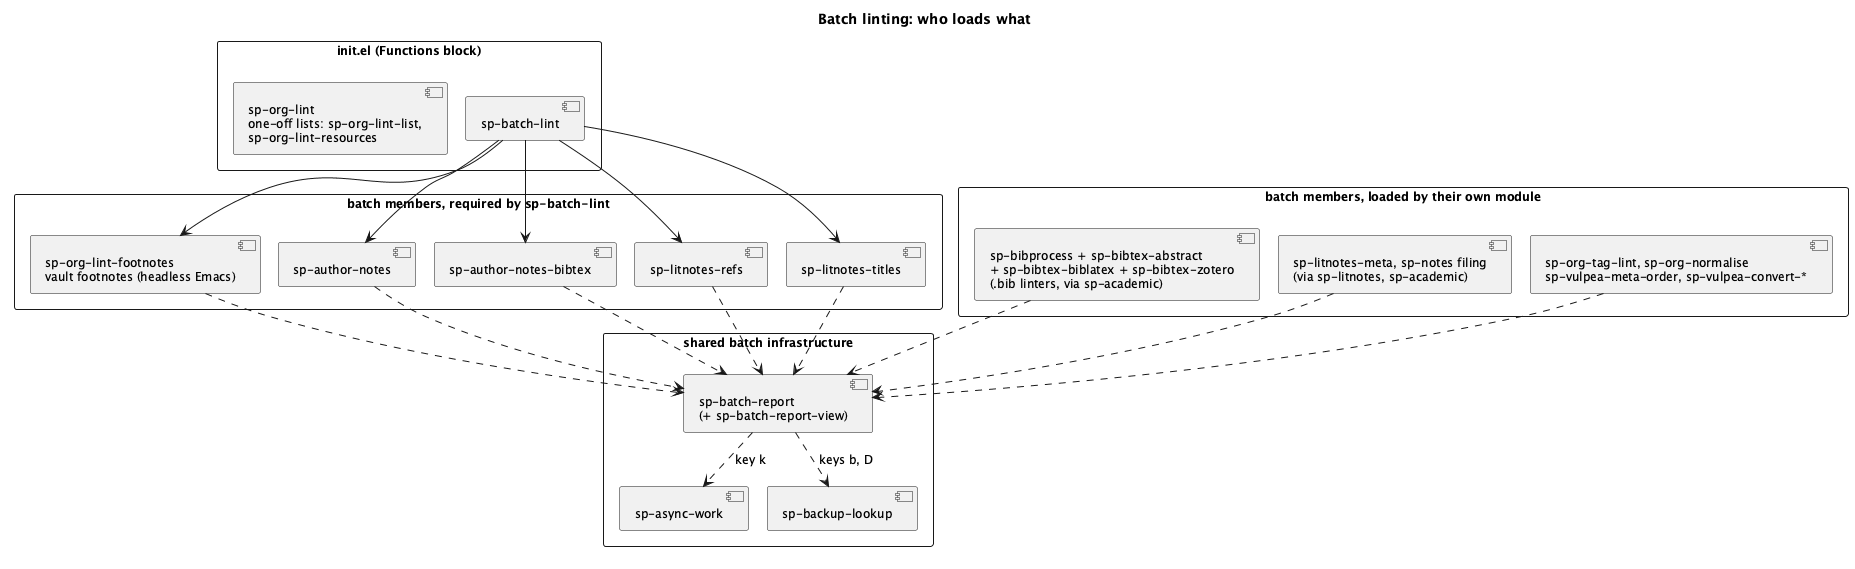 Batch linting: who loads what
init.el (Functions block)
sp-org-lint
one-off lists: sp-org-lint-list,
sp-org-lint-resources
sp-batch-lint
batch members, required by sp-batch-lint
sp-org-lint-footnotes
vault footnotes (headless Emacs)
sp-author-notes
sp-author-notes-bibtex
sp-litnotes-refs
sp-litnotes-titles
batch members, loaded by their own module
sp-bibprocess + sp-bibtex-abstract
+ sp-bibtex-biblatex + sp-bibtex-zotero
(.bib linters, via sp-academic)
sp-litnotes-meta, sp-notes filing
(via sp-litnotes, sp-academic)
sp-org-tag-lint, sp-org-normalise
sp-vulpea-meta-order, sp-vulpea-convert-*
shared batch infrastructure
sp-batch-report
(+ sp-batch-report-view)
key k
keys b, D
sp-async-work
sp-backup-lookup